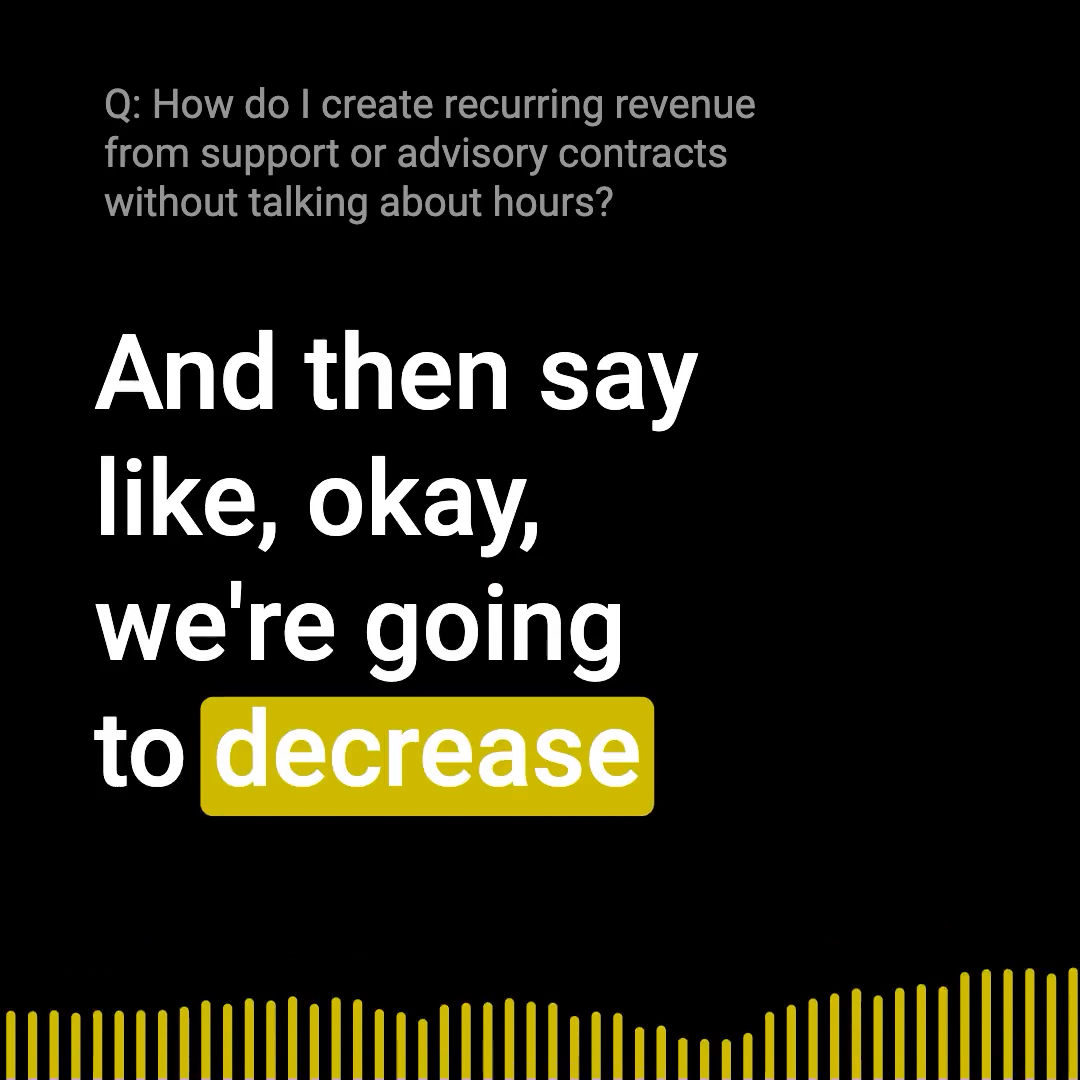 Q: How do I create recurring revenue
from support or advisory contracts
without talking about hours?
And then say
like, okay,
we're going
to decrease